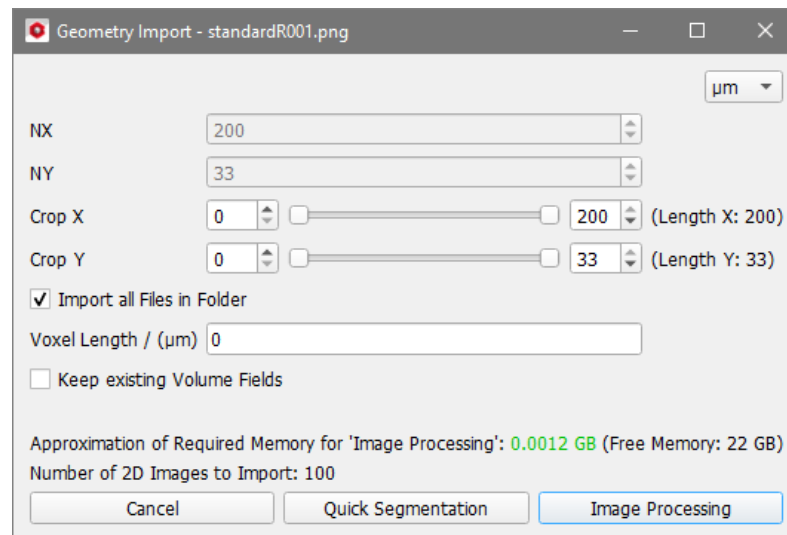 Geometry Import - standardR001.png
µm
NX 200
NY 33
Crop X 0 200 (Length X: 200)
Crop Y 0 33 (Length Y: 33)
Import all Files in Folder
Voxel Length / (µm) 0
Keep existing Volume Fields
Approximation of Required Memory for 'Image Processing': 0.0012 GB (Free Memory: 22 GB)
Number of 2D Images to Import: 100
Cancel Quick Segmentation Image Processing